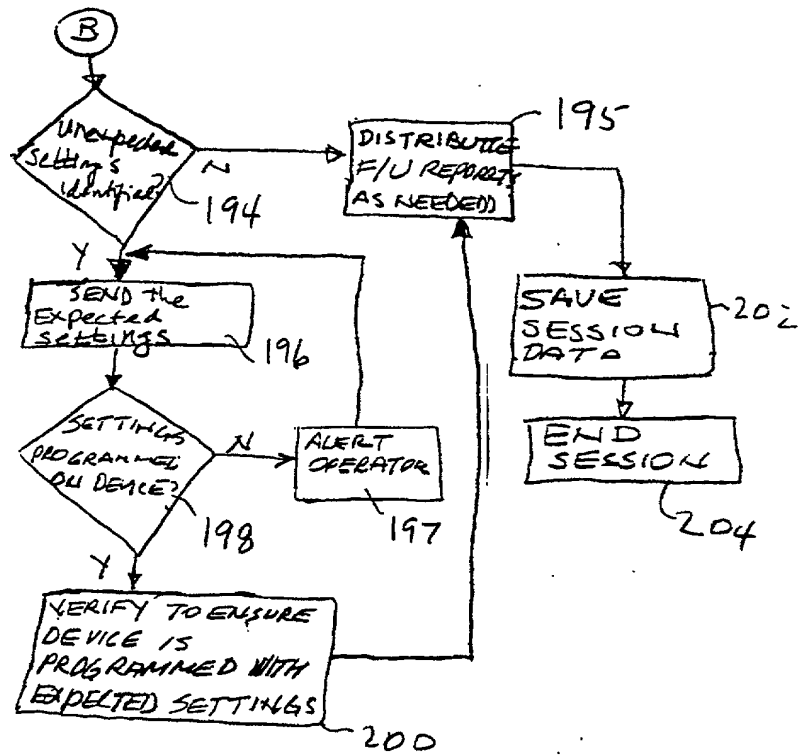 B
Unexpected
settings
identified?
194
N
Y
DISTRIBUTE
F/U REPORTS
AS NEEDED
195
SEND the
Expected
settings
196
SAVE
SESSION
DATA
202
SETTINGS
PROGRAMMED
ON DEVICE?
198
N
Y
ALERT
OPERATOR
197
END
SESSION
204
VERIFY TO ENSURE
DEVICE IS
PROGRAMMED WITH
EXPECTED SETTINGS
200